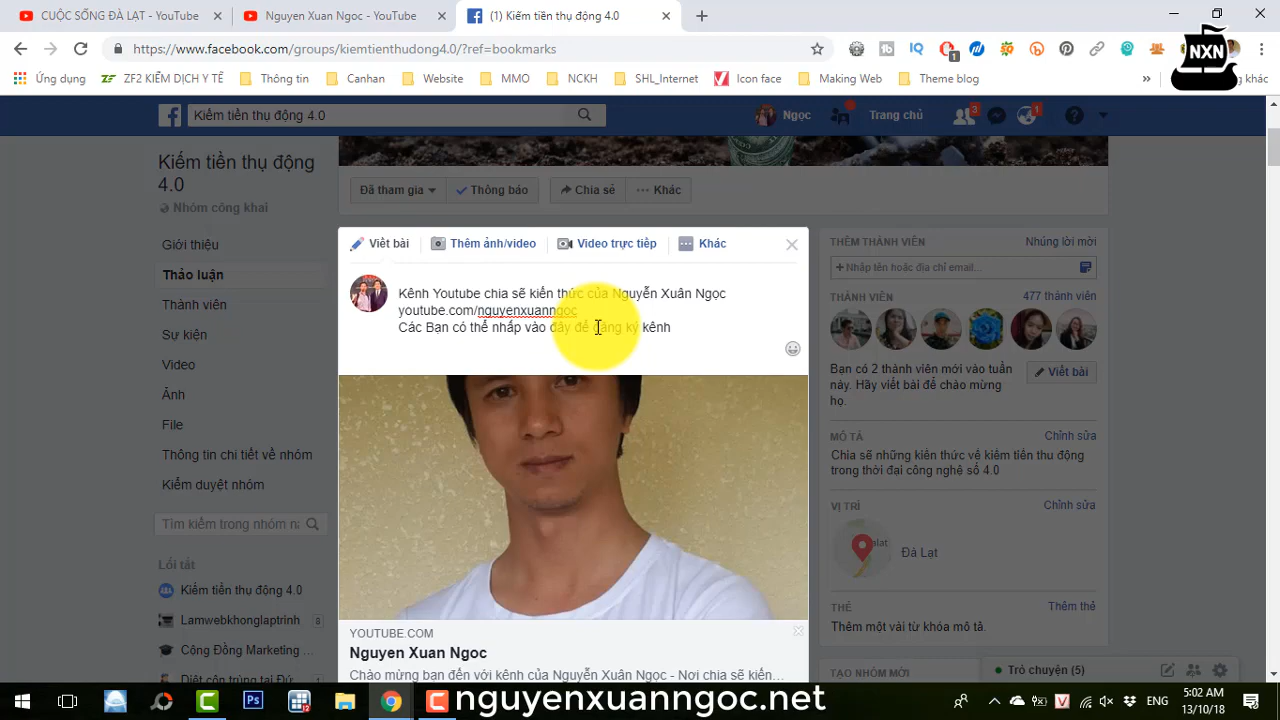 CUỘC SỐNG ĐÀ LẠT - YouTube
Nguyen Xuan Ngoc - YouTube
(1) Kiếm tiền thụ động 4.0
https://www.facebook.com/groups/kiemtienthudong4.0/?ref=bookmarks
NXN
Ứng dụng
ZF2 KIỂM DỊCH Y TẾ
Thông tin
Canhan
Website
MMO
NCKH
SHL_Internet
Icon face
Making Web
Theme blog
khác
Kiếm tiền thụ động 4.0
Ngọc
Trang chủ
3
1
Kiếm tiền thụ động
4.0
Nhóm công khai
Giới thiệu
Thảo luận
Thành viên
Sự kiện
Video
Ảnh
File
Thông tin chi tiết về nhóm
Kiểm duyệt nhóm
Tìm kiếm trong nhóm nà
Lối tắt
Kiếm tiền thụ động 4.0
Lamwebkhonglaptrinh
8
Cộng Đồng Marketing ...
Đã tham gia
Thông báo
Chia sẻ
Khác
Viết bài
Thêm ảnh/video
Video trực tiếp
Khác
Kênh Youtube chia sẽ kiến thức của Nguyễn Xuân Ngọc
youtube.com/nguyenxuanngoc
Các Bạn có thể nhấp vào đây để đăng ký kênh
YOUTUBE.COM
Nguyen Xuan Ngoc
Chào mừng bạn đến với kênh của Nguyễn Xuân Ngọc - Nơi chia sẽ kiến...
THÊM THÀNH VIÊN
Nhúng lời mời
Nhập tên hoặc địa chỉ email...
THÀNH VIÊN
477 thành viên
Bạn có 2 thành viên mới vào tuần
này. Hãy viết bài để chào mừng
họ.
Viết bài
MÔ TẢ
Chỉnh sửa
Chia sẽ những kiến thức về kiếm tiền thu động
trong thời đại công nghệ số 4.0
VỊ TRÍ
Chỉnh sửa
Đà Lạt
THẺ
Thêm thẻ
Thêm một vài từ khóa mô tả.
TẠO NHÓM MỚI
Trò chuyện (5)
nguyenxuanngoc.net
ENG
5:02 AM
13/10/18